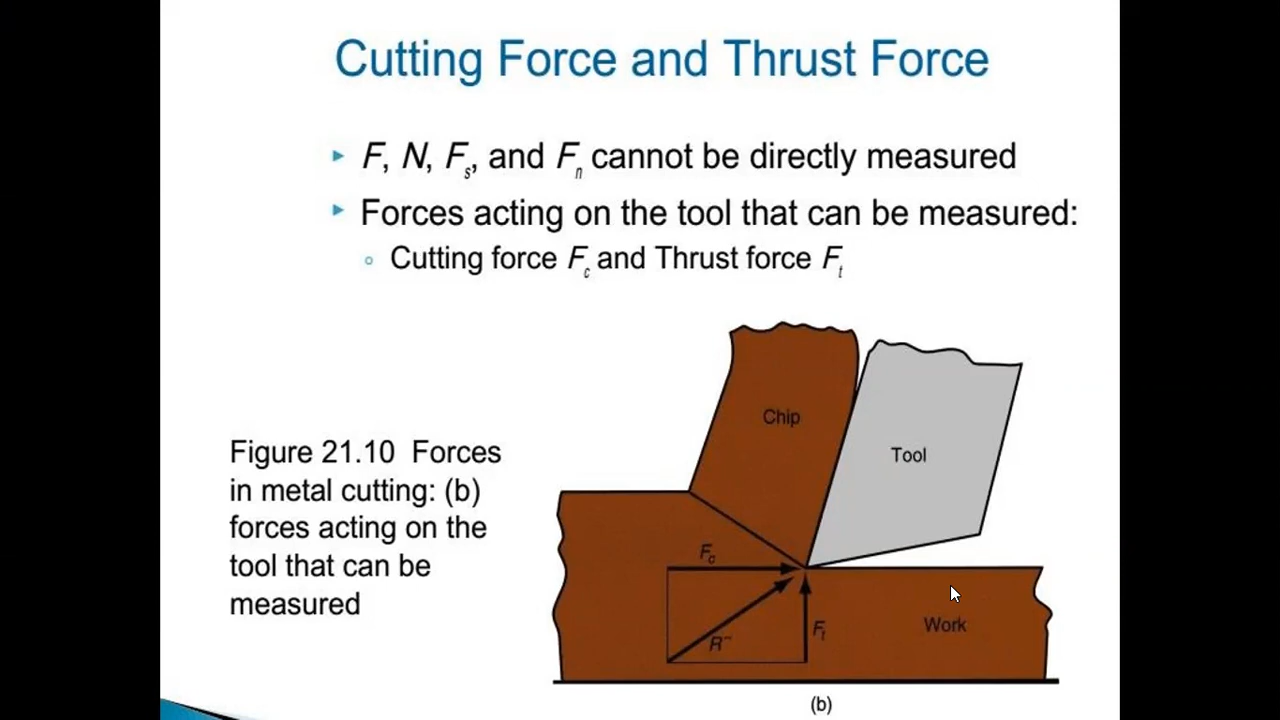 Cutting Force and Thrust Force
F, N, Fs, and Fn cannot be directly measured
Forces acting on the tool that can be measured:
Cutting force Fc and Thrust force Ft
Figure 21.10 Forces
in metal cutting: (b)
forces acting on the
tool that can be
measured
Chip
Tool
Fc
R
Ft
Work
(b)